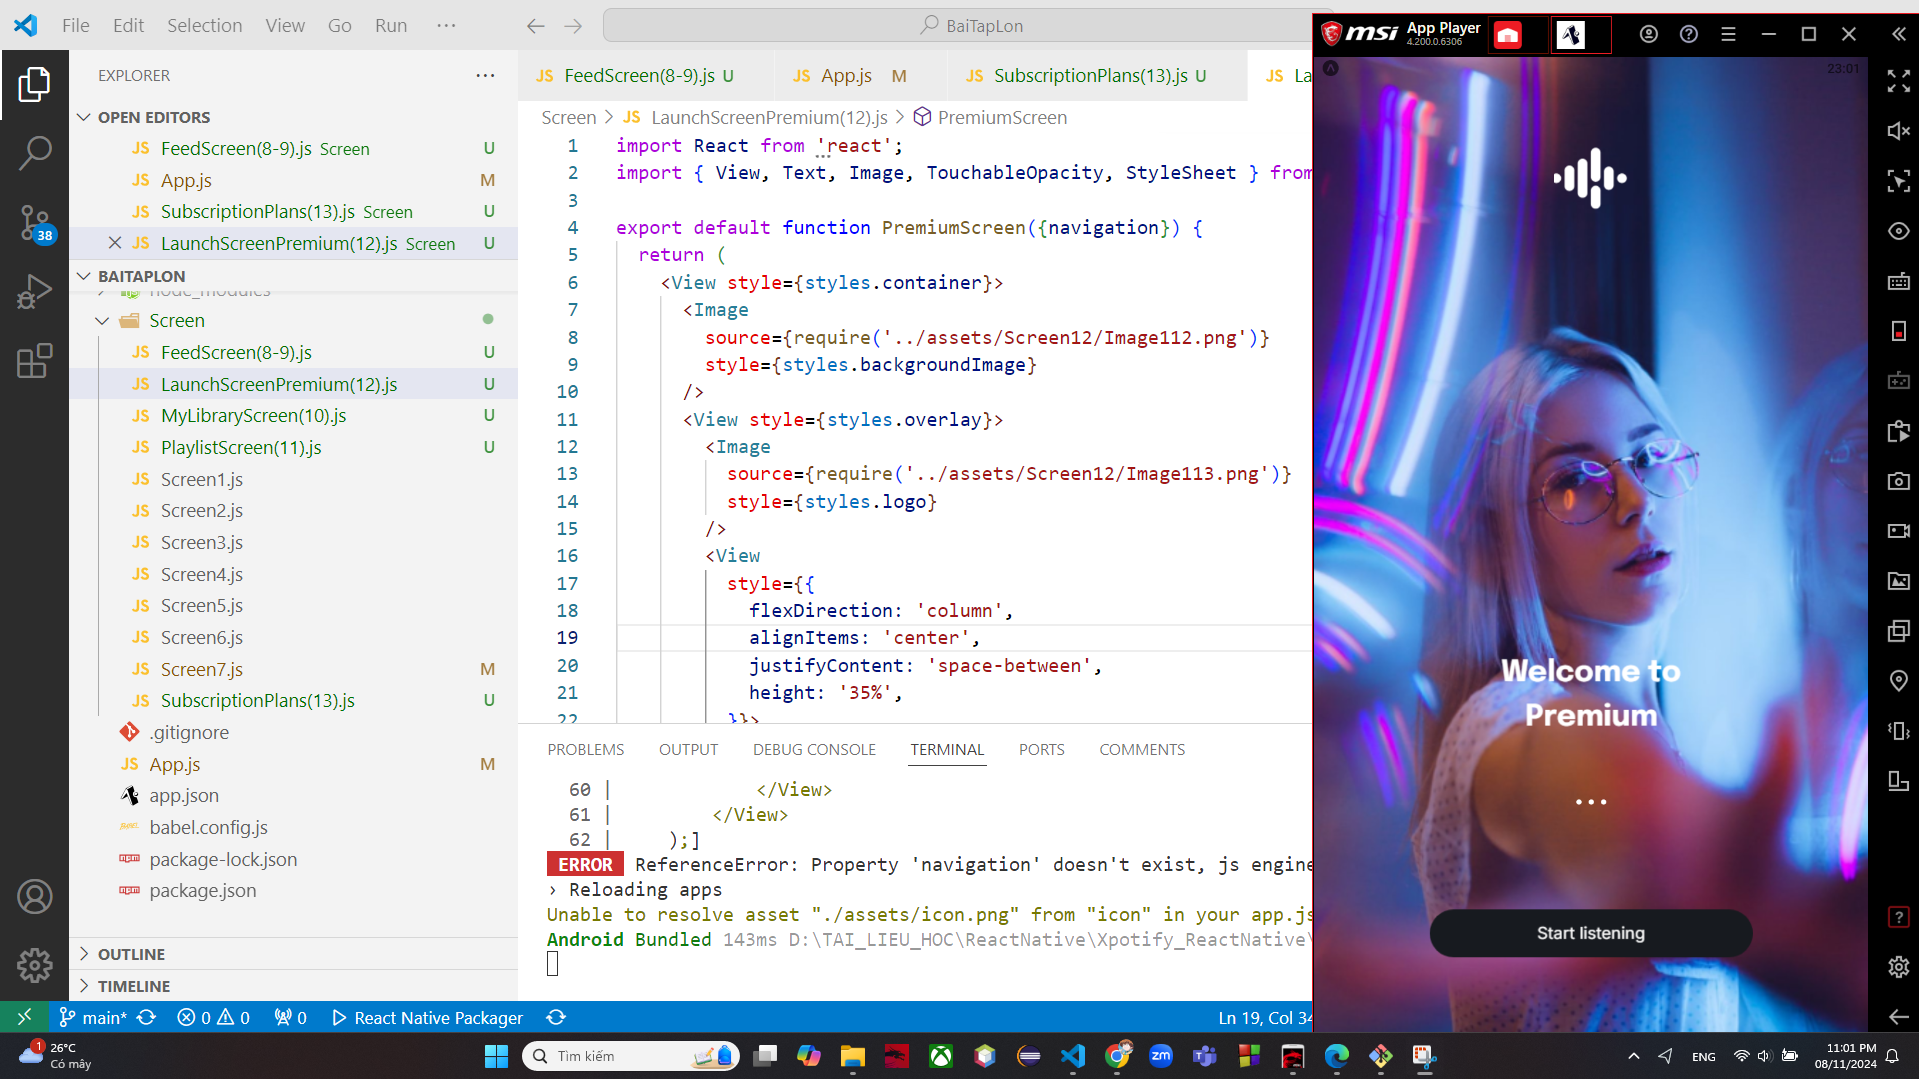 File Edit Selection View Go Run ··· BaiTapLon
EXPLORER
OPEN EDITORS
JS FeedScreen(8-9).js Screen U
JS App.js M
JS SubscriptionPlans(13).js Screen U
JS LaunchScreenPremium(12).js Screen U
38
BAITAPLON
node_modules
Screen
JS FeedScreen(8-9).js U
JS LaunchScreenPremium(12).js U
JS MyLibraryScreen(10).js U
JS PlaylistScreen(11).js U
JS Screen1.js
JS Screen2.js
JS Screen3.js
JS Screen4.js
JS Screen5.js
JS Screen6.js
JS Screen7.js M
JS SubscriptionPlans(13).js U
.gitignore
JS App.js M
app.json
babel.config.js
package-lock.json
package.json
OUTLINE
TIMELINE
JS FeedScreen(8-9).js U JS App.js M JS SubscriptionPlans(13).js U JS La
Screen > JS LaunchScreenPremium(12).js > PremiumScreen
1 import React from 'react';
2 import { View, Text, Image, TouchableOpacity, StyleSheet } from
3
4 export default function PremiumScreen({navigation}) {
5 return (
6 <View style={styles.container}>
7 <Image
8 source={require('../assets/Screen12/Image112.png')}
9 style={styles.backgroundImage}
10 />
11 <View style={styles.overlay}>
12 <Image
13 source={require('../assets/Screen12/Image113.png')}
14 style={styles.logo}
15 />
16 <View
17 style={{
18 flexDirection: 'column',
19 alignItems: 'center',
20 justifyContent: 'space-between',
21 height: '35%',
22 }}>
PROBLEMS OUTPUT DEBUG CONSOLE TERMINAL PORTS COMMENTS
60 | </View>
61 | </View>
62 | );]
ERROR ReferenceError: Property 'navigation' doesn't exist, js engine
› Reloading apps
Unable to resolve asset "./assets/icon.png" from "icon" in your app.js
Android Bundled 143ms D:\TAI_LIEU_HOC\ReactNative\Xpotify_ReactNative\
main* 0 0 0 React Native Packager Ln 19, Col 34
msi App Player
4.200.0.6306
23:01
Welcome to
Premium
Start listening
1 26°C
Có mây
Tìm kiếm
zm
ENG
11:01 PM
08/11/2024